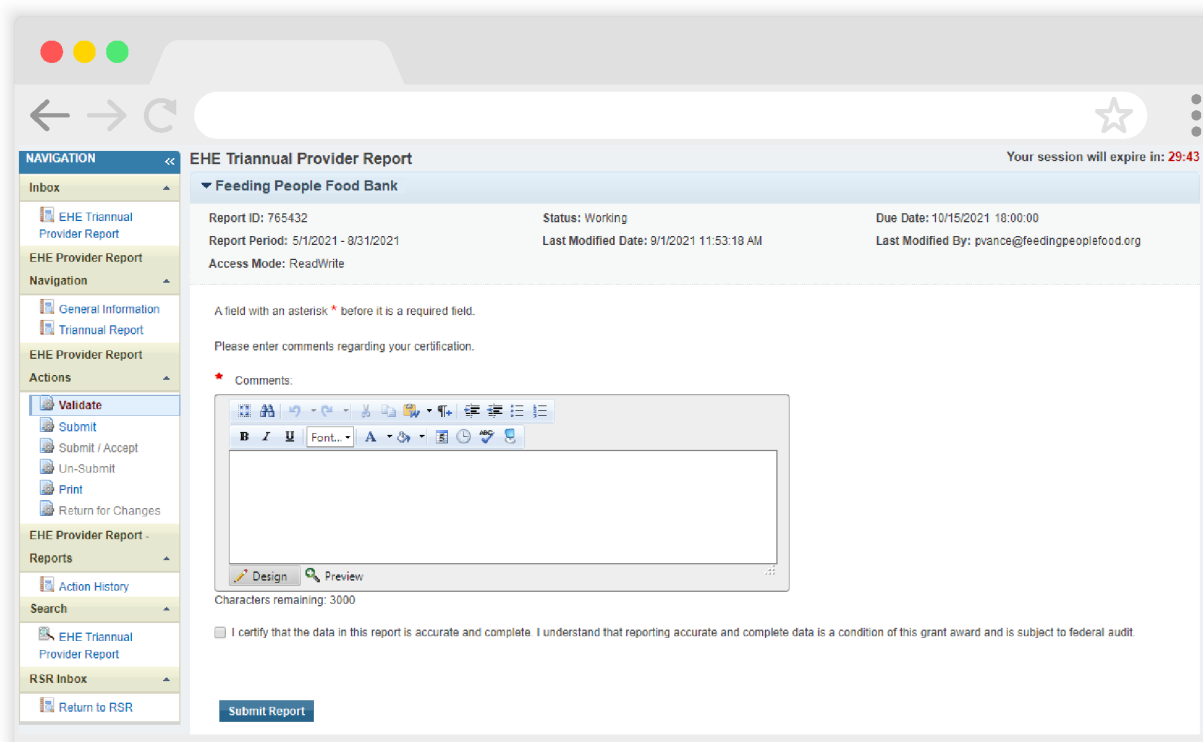 NAVIGATION «
Inbox
EHE Triannual
Provider Report
EHE Provider Report
Navigation
General Information
Triannual Report
EHE Provider Report
Actions
Validate
Submit
Submit / Accept
Un-Submit
Print
Return for Changes
EHE Provider Report -
Reports
Action History
Search
EHE Triannual
Provider Report
RSR Inbox
Return to RSR
EHE Triannual Provider Report
Your session will expire in: 29:43
Feeding People Food Bank
Report ID: 765432 Status: Working Due Date: 10/15/2021 18:00:00
Report Period: 5/1/2021 - 8/31/2021 Last Modified Date: 9/1/2021 11:53:18 AM Last Modified By: pvance@feedingpeoplefood.org
Access Mode: ReadWrite
A field with an asterisk * before it is a required field.
Please enter comments regarding your certification.
* Comments:
B I U Font... A ABC
Design Preview
Characters remaining: 3000
I certify that the data in this report is accurate and complete. I understand that reporting accurate and complete data is a condition of this grant award and is subject to federal audit.
Submit Report